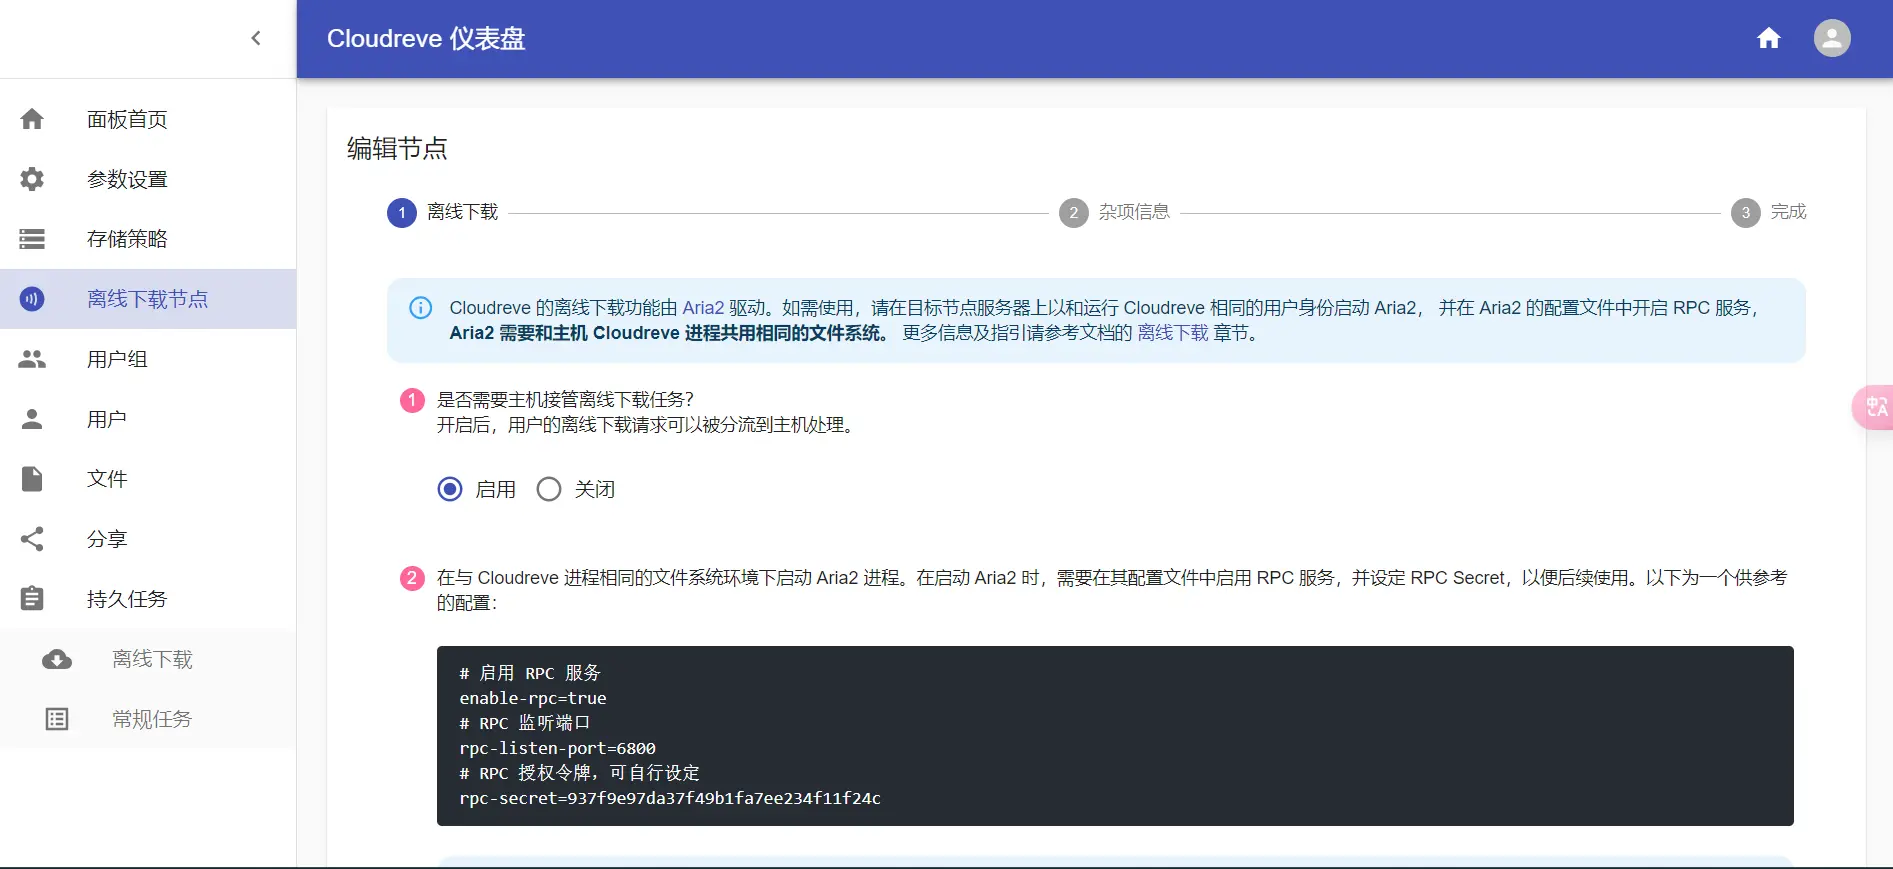 Cloudreve 仪表盘
面板首页
参数设置
存储策略
离线下载节点
用户组
用户
文件
分享
持久任务
离线下载
常规任务
编辑节点
1 离线下载
2 杂项信息
3 完成
Cloudreve 的离线下载功能由 Aria2 驱动。如需使用，请在目标节点服务器上以和运行 Cloudreve 相同的用户身份启动 Aria2， 并在 Aria2 的配置文件中开启 RPC 服务，
Aria2 需要和主机 Cloudreve 进程共用相同的文件系统。 更多信息及指引请参考文档的 离线下载 章节。
1 是否需要主机接管离线下载任务？
开启后，用户的离线下载请求可以被分流到主机处理。
启用 关闭
2 在与 Cloudreve 进程相同的文件系统环境下启动 Aria2 进程。在启动 Aria2 时，需要在其配置文件中启用 RPC 服务，并设定 RPC Secret，以便后续使用。以下为一个供参考
的配置：
# 启用 RPC 服务
enable-rpc=true
# RPC 监听端口
rpc-listen-port=6800
# RPC 授权令牌，可自行设定
rpc-secret=937f9e97da37f49b1fa7ee234f11f24c
中A